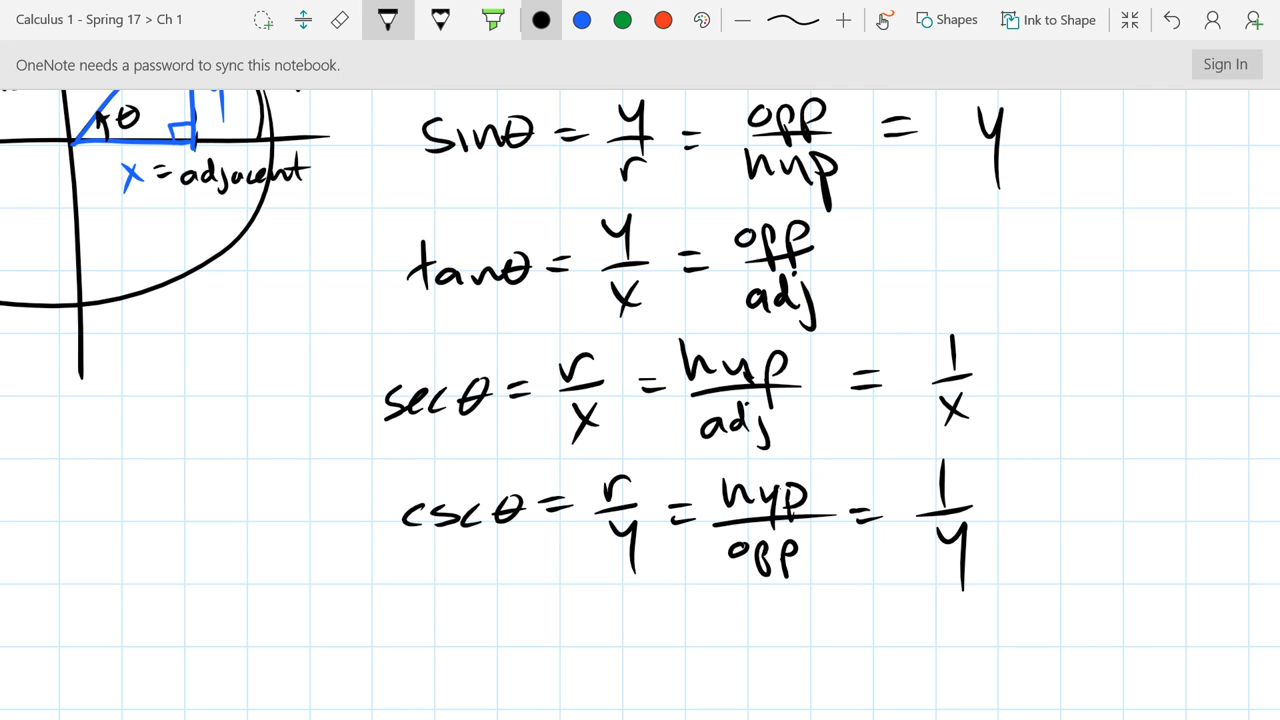 Calculus 1 - Spring 17 > Ch 1
Shapes
Ink to Shape
OneNote needs a password to sync this notebook.
Sign In
θ
x = adjacent
sinθ = y/r = opp/hyp = y
tanθ = y/x = opp/adj
secθ = r/x = hyp/adj = 1/x
cscθ = r/y = hyp/opp = 1/y